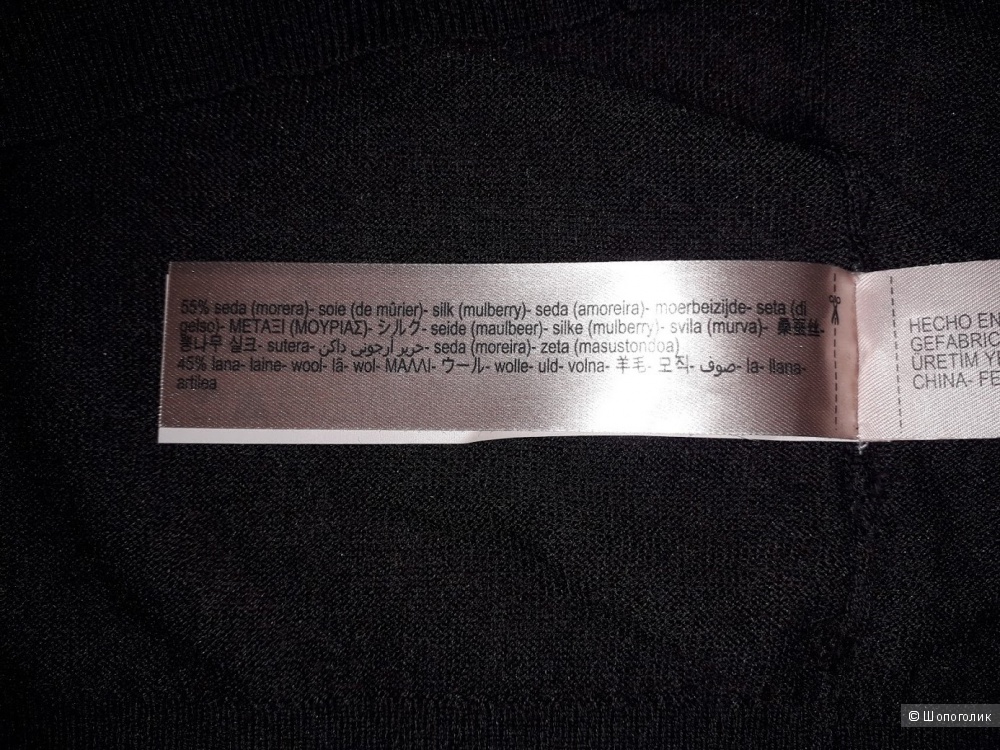 55% seda (morera)- soie (de mûrier)- silk (mulberry)- seda (amoreira)- moerbeizijde- seta (di
gelso)- ΜΕΤΑΞΙ (ΜΟΥΡΙΑΣ)- シルク- seide (maulbeer)- silke (mulberry)- svila (murva)- 桑蚕丝-
뽕나무 실크- sutera- حرير أرجوني داكن- seda (moreira)- zeta (masustondoa)
45% lana- laine- wool- lã- wol- ΜΑΛΛΙ- ウール- wolle- uld- volna- 羊毛- 모직- صوف- la- llana-
artilea
HECHO EN
GEFABRIC
ÜRETIM YE
CHINA- FE
© Шопоголик